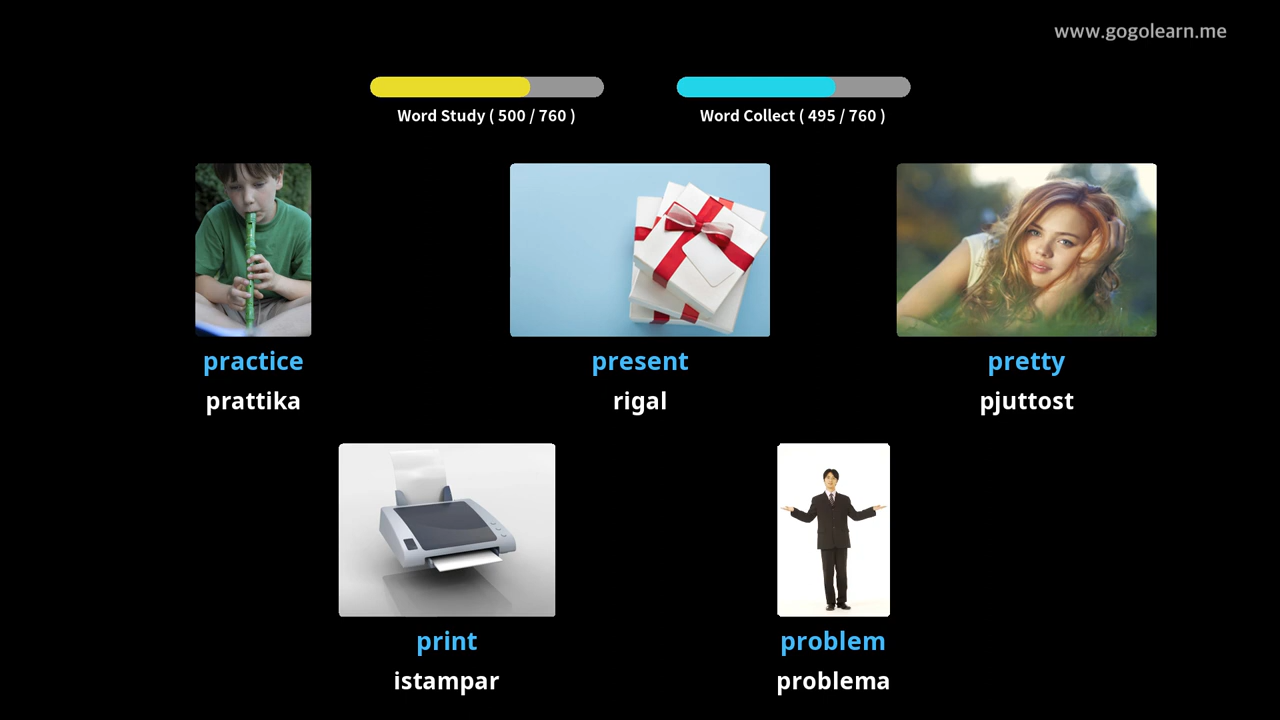 www.gogolearn.me
Word Study ( 500 / 760 )
Word Collect ( 495 / 760 )
practice
prattika
present
rigal
pretty
pjuttost
print
istampar
problem
problema